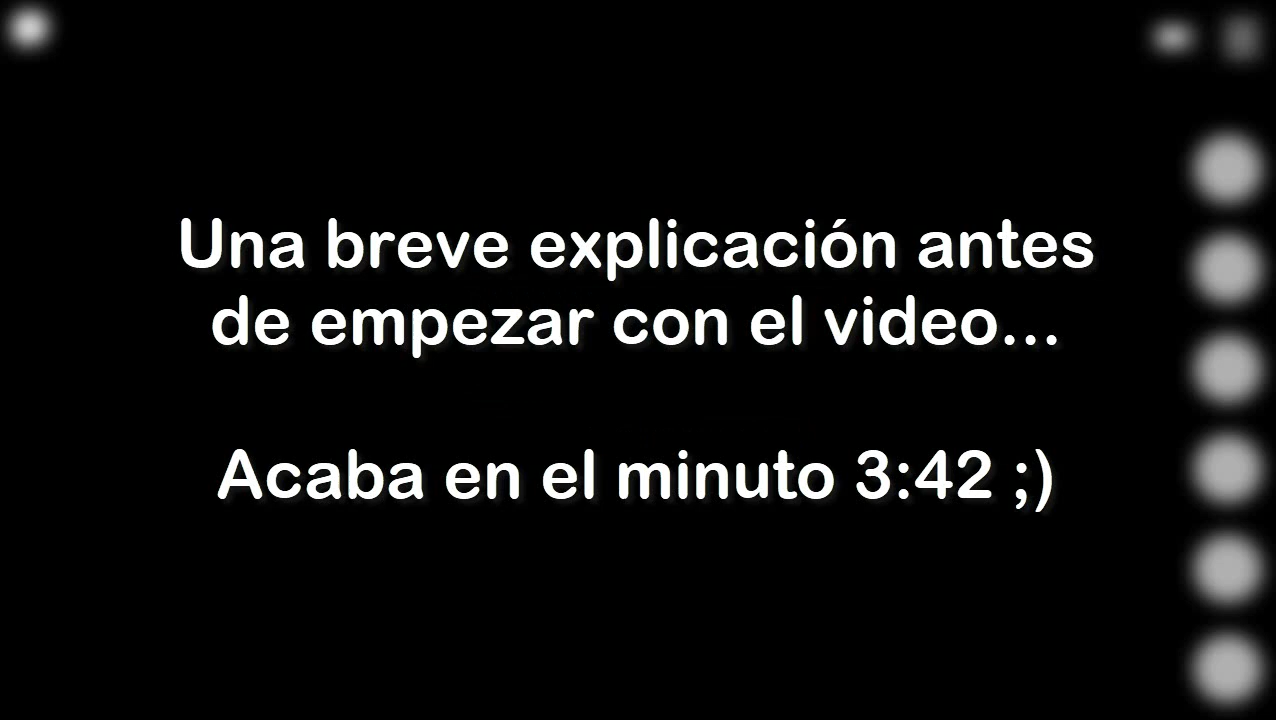 Una breve explicación antes
de empezar con el video...
Acaba en el minuto 3:42 ;)